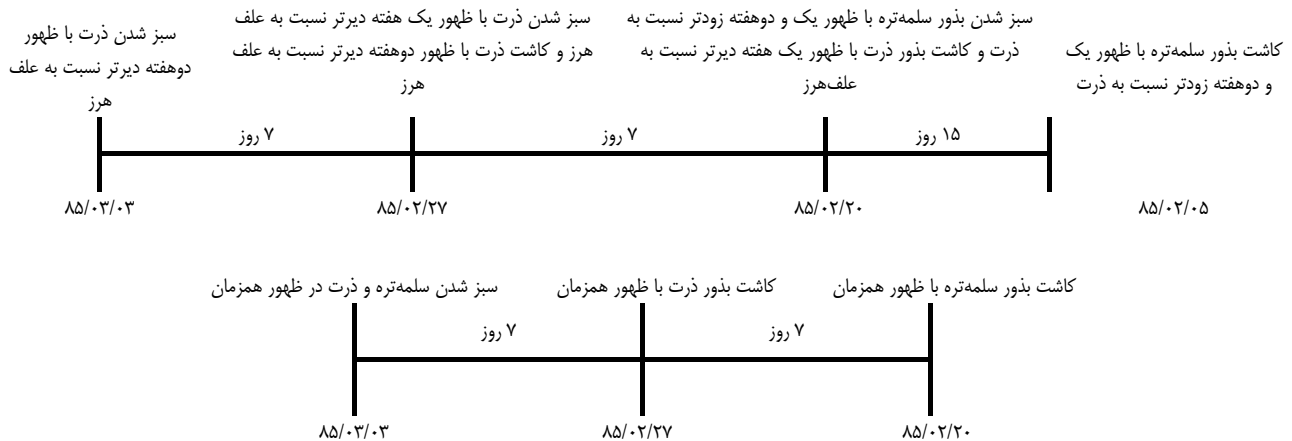 کاشت بذور سلمه‌تره با ظهور یک
و دوهفته زودتر نسبت به ذرت
سبز شدن بذور سلمه‌تره با ظهور یک و دوهفته زودتر نسبت به
ذرت و کاشت بذور ذرت با ظهور یک هفته دیرتر نسبت به
علف‌هرز
سبز شدن ذرت با ظهور یک هفته دیرتر نسبت به علف
هرز و کاشت ذرت با ظهور دوهفته دیرتر نسبت به علف
هرز
سبز شدن ذرت با ظهور
دوهفته دیرتر نسبت به علف
هرز
۱۵ روز
۷ روز
۷ روز
۸۵/۰۲/۰۵
۸۵/۰۲/۲۰
۸۵/۰۲/۲۷
۸۵/۰۳/۰۳
کاشت بذور سلمه‌تره با ظهور همزمان
کاشت بذور ذرت با ظهور همزمان
سبز شدن سلمه‌تره و ذرت در ظهور همزمان
۷ روز
۷ روز
۸۵/۰۲/۲۰
۸۵/۰۲/۲۷
۸۵/۰۳/۰۳